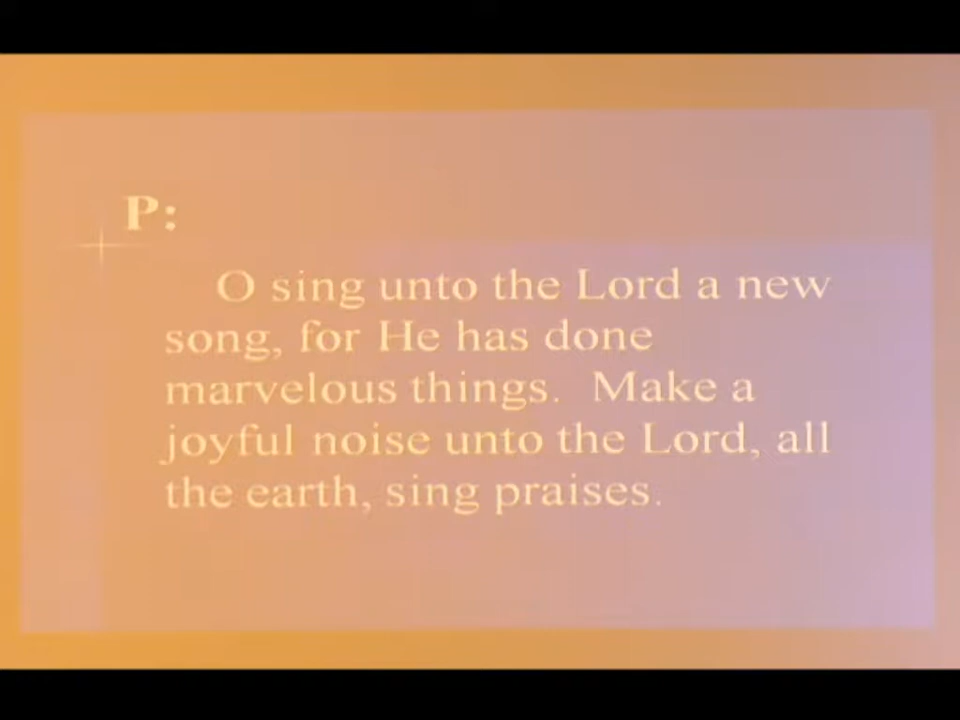 P:
O sing unto the Lord a new
song, for He has done
marvelous things.  Make a
joyful noise unto the Lord, all
the earth, sing praises.